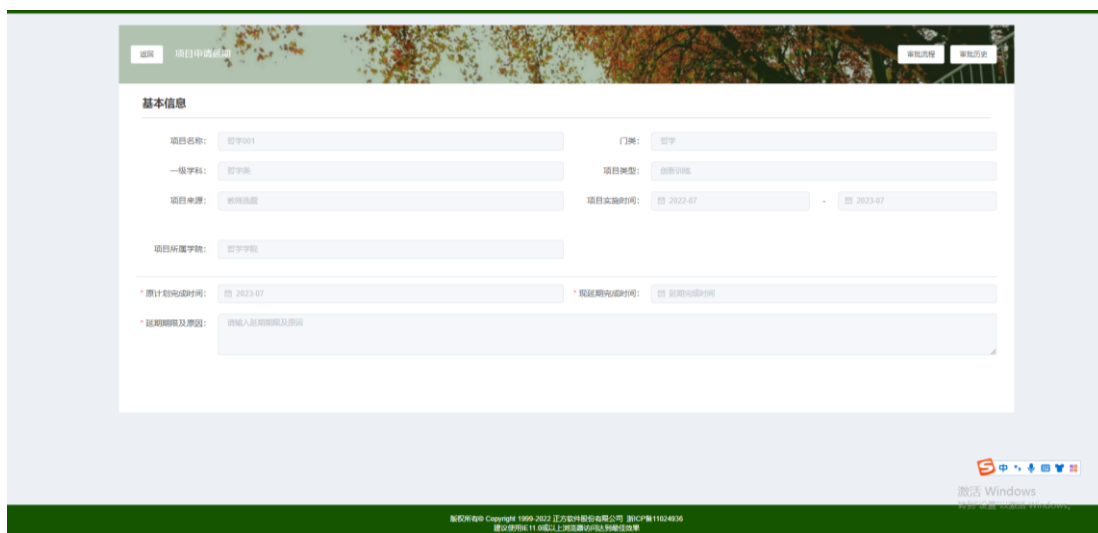 返回 项目申请延期 审批流程 审批历史
基本信息
项目名称： 哲学001 门类： 哲学
一级学科： 哲学类 项目类型： 创新训练
项目来源： 教师选题 项目实施时间： 2022-07 - 2023-07
项目所属学院： 哲学学院
* 原计划完成时间： 2023-07 * 现延期完成时间： 延期完成时间
* 延期期限及原因： 请输入延期期限及原因
中
激活 Windows
转到"设置"以激活 Windows。
版权所有© Copyright 1999-2022 正方软件股份有限公司 浙ICP备11024936
建议使用IE11.0或以上浏览器访问达到最佳效果